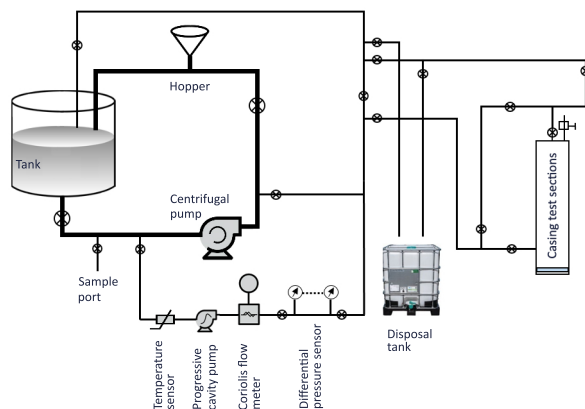 Hopper
Tank
Centrifugal
pump
Casing test sections
Sample
port
Disposal
tank
Temperature
sensor
Progressive
cavity pump
Coriolis flow
meter
Differential
pressure sensor